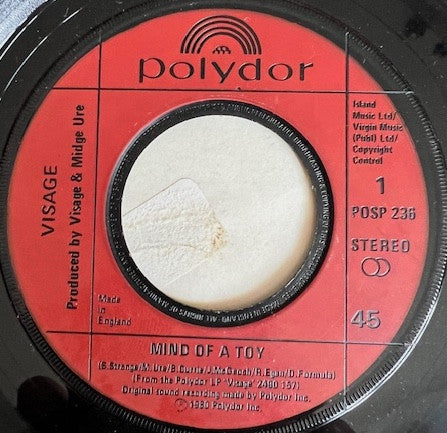 polydor
VISAGE
Produced by Visage & Midge Ure
Island
Music Ltd/
Virgin Music
(Publ) Ltd/
Copyright
Control
1
POSP 236
STEREO
45
Made
in
England
MIND OF A TOY
(S.Strange/M.Ure/B.Currie/J.McGeoch/R.Egan/D.Formula)
(From the Polydor LP 'Visage' 2490 157)
Original sound recording made by Polydor Inc.
℗ 1980 Polydor Inc.